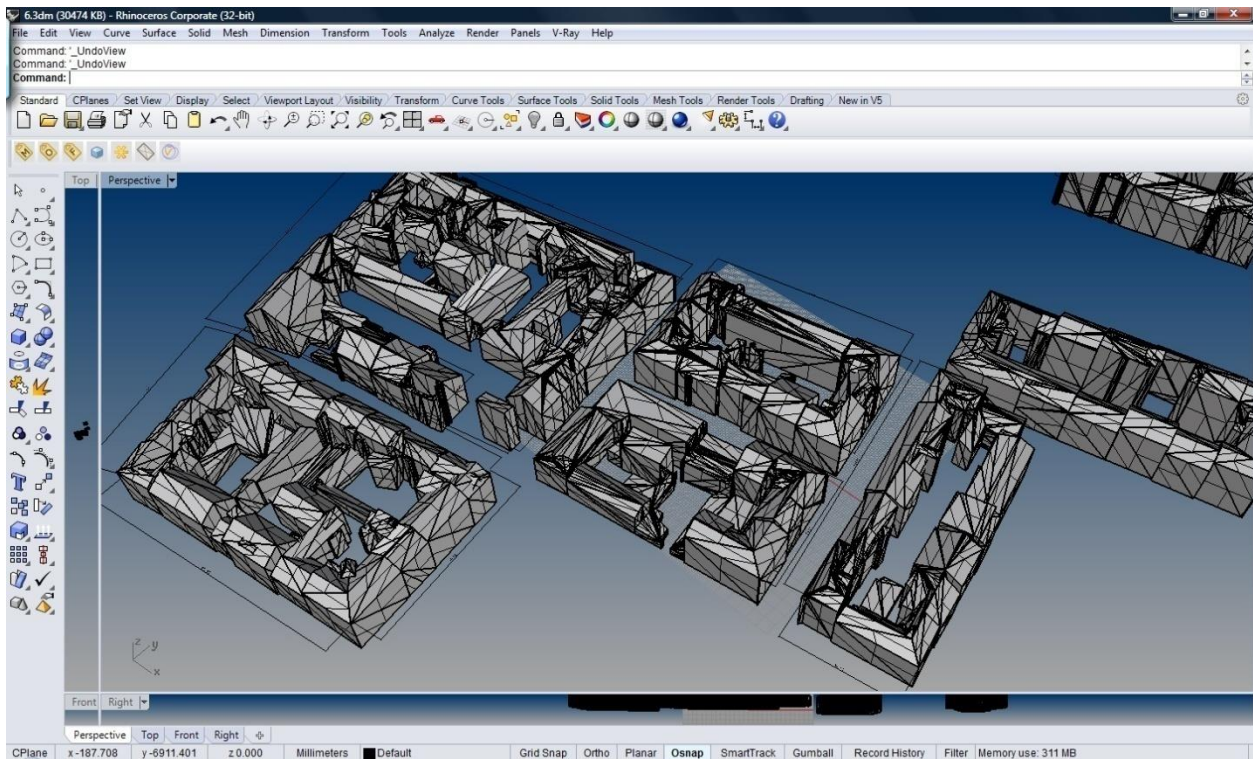 6.3dm (30474 KB) - Rhinoceros Corporate (32-bit)
File Edit View Curve Surface Solid Mesh Dimension Transform Tools Analyze Render Panels V-Ray Help
Command: '_UndoView
Command: '_UndoView
Command:
Standard CPlanes Set View Display Select Viewport Layout Visibility Transform Curve Tools Surface Tools Solid Tools Mesh Tools Render Tools Drafting New in V5
Top Perspective
z y
x
Front Right
Perspective Top Front Right
CPlane x -187.708 y -6911.401 z 0.000 Millimeters Default Grid Snap Ortho Planar Osnap SmartTrack Gumball Record History Filter Memory use: 311 MB